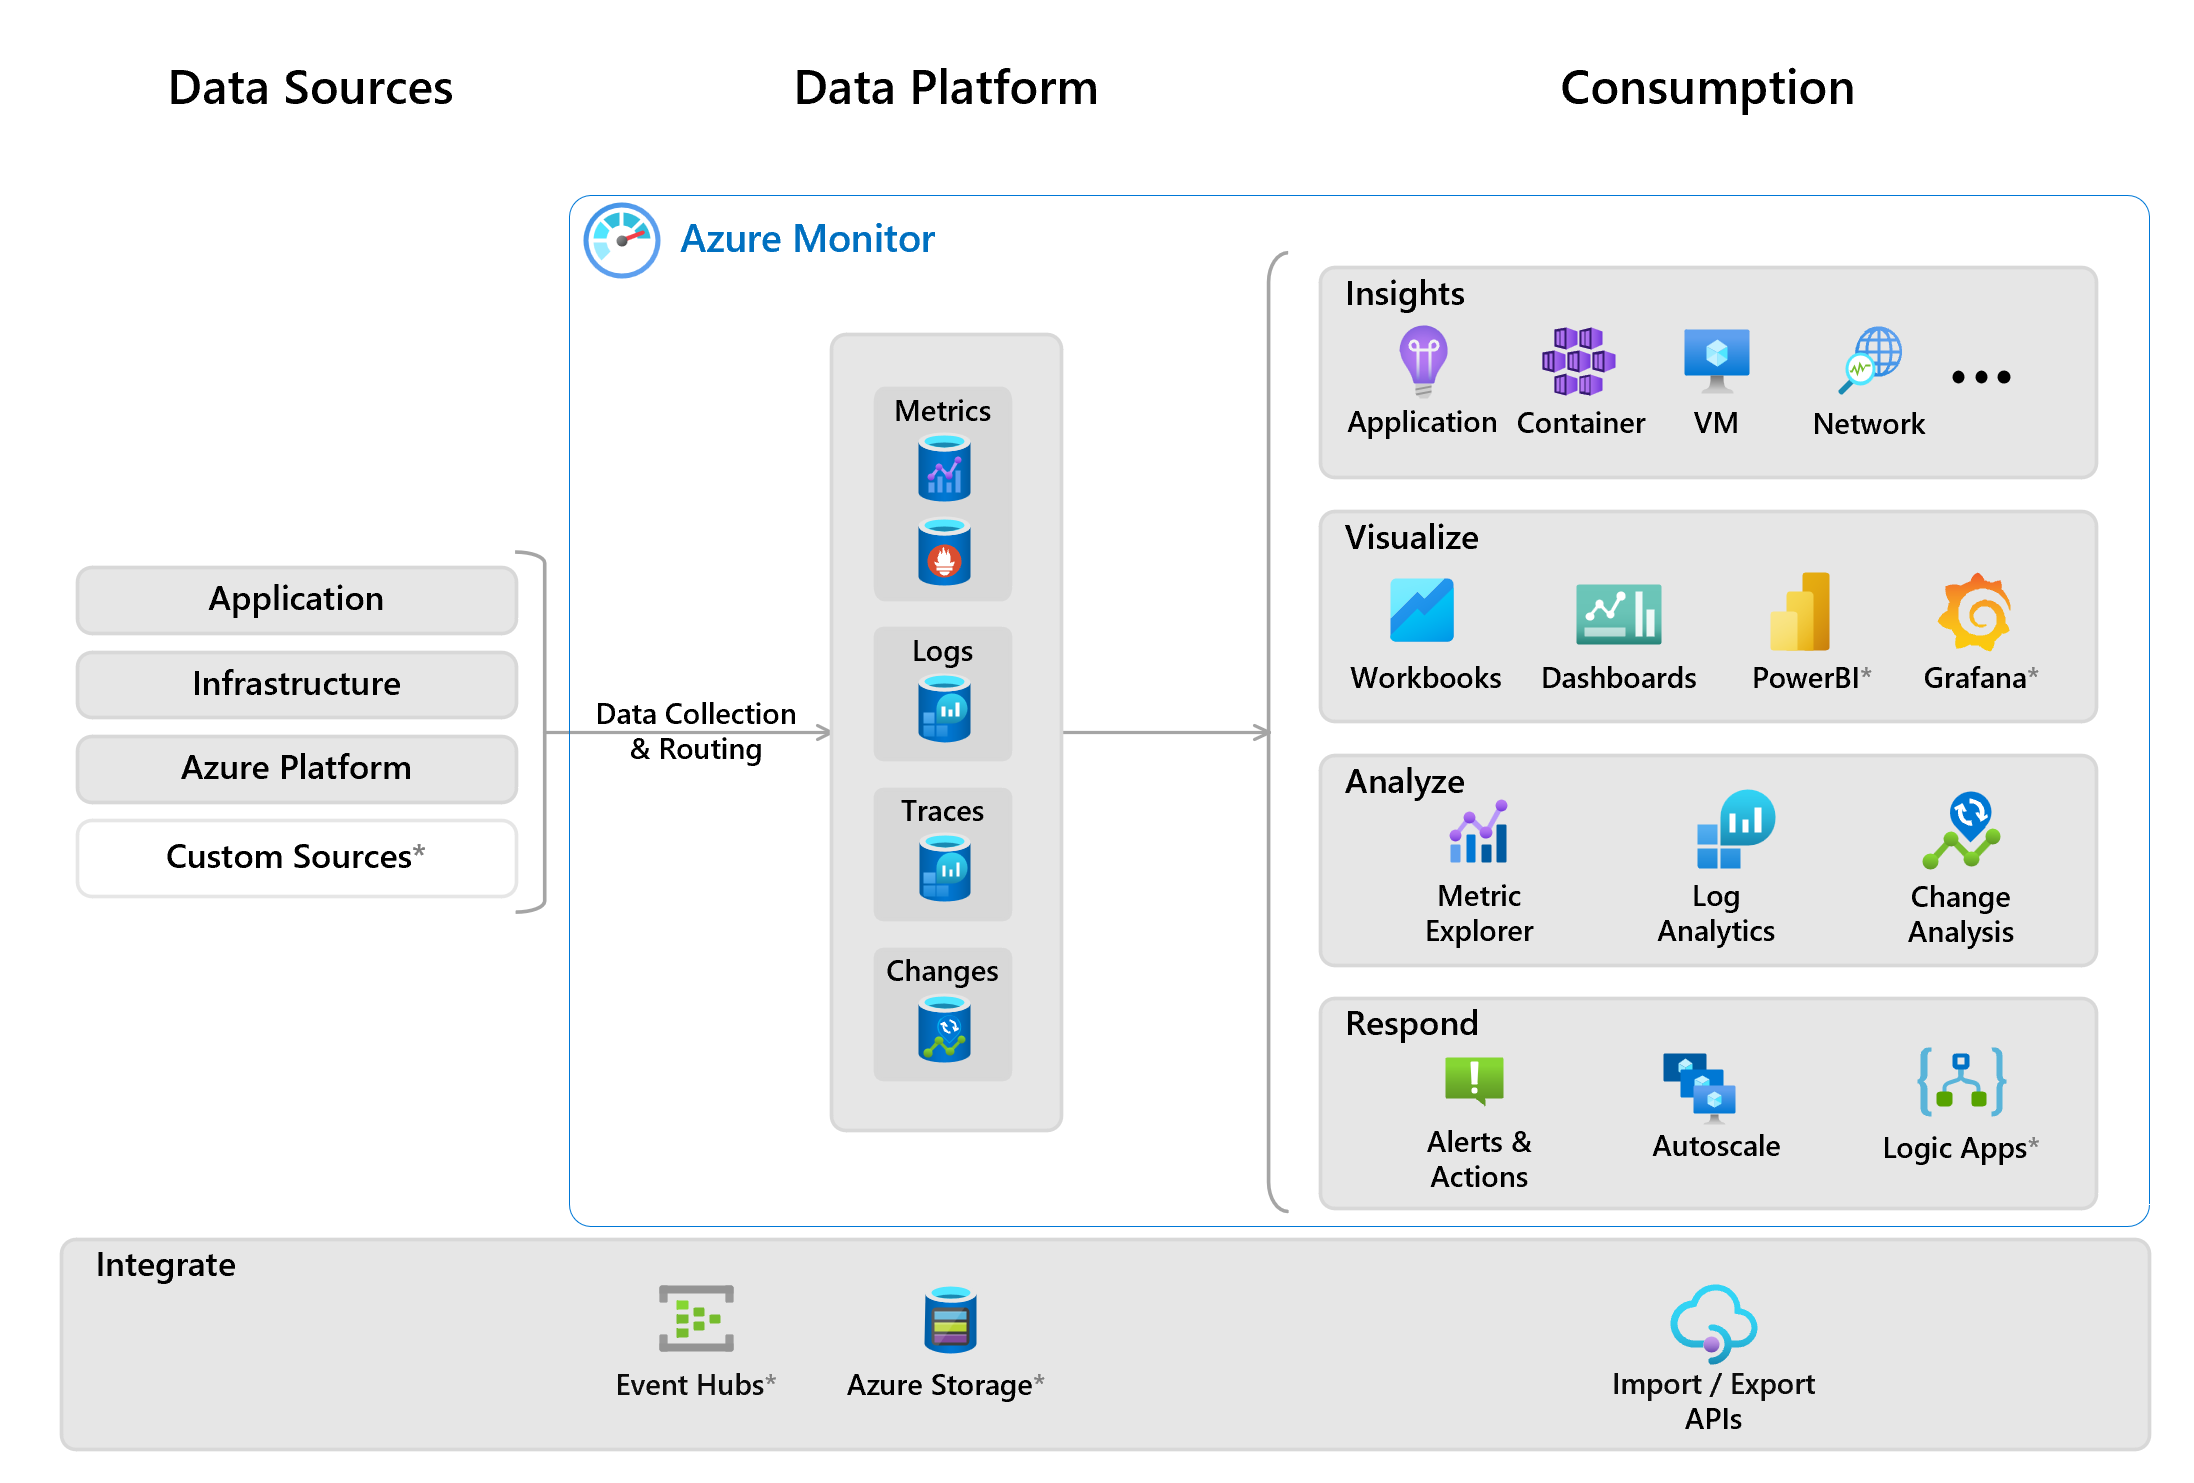 Data Sources
Data Platform
Consumption
Azure Monitor
Application
Infrastructure
Azure Platform
Custom Sources*
Data Collection
& Routing
Metrics
Logs
Traces
Changes
Insights
Application
Container
VM
Network
•••
Visualize
Workbooks
Dashboards
PowerBI*
Grafana*
Analyze
Metric
Explorer
Log
Analytics
Change
Analysis
Respond
Alerts &
Actions
Autoscale
Logic Apps*
Integrate
Event Hubs*
Azure Storage*
Import / Export
APIs